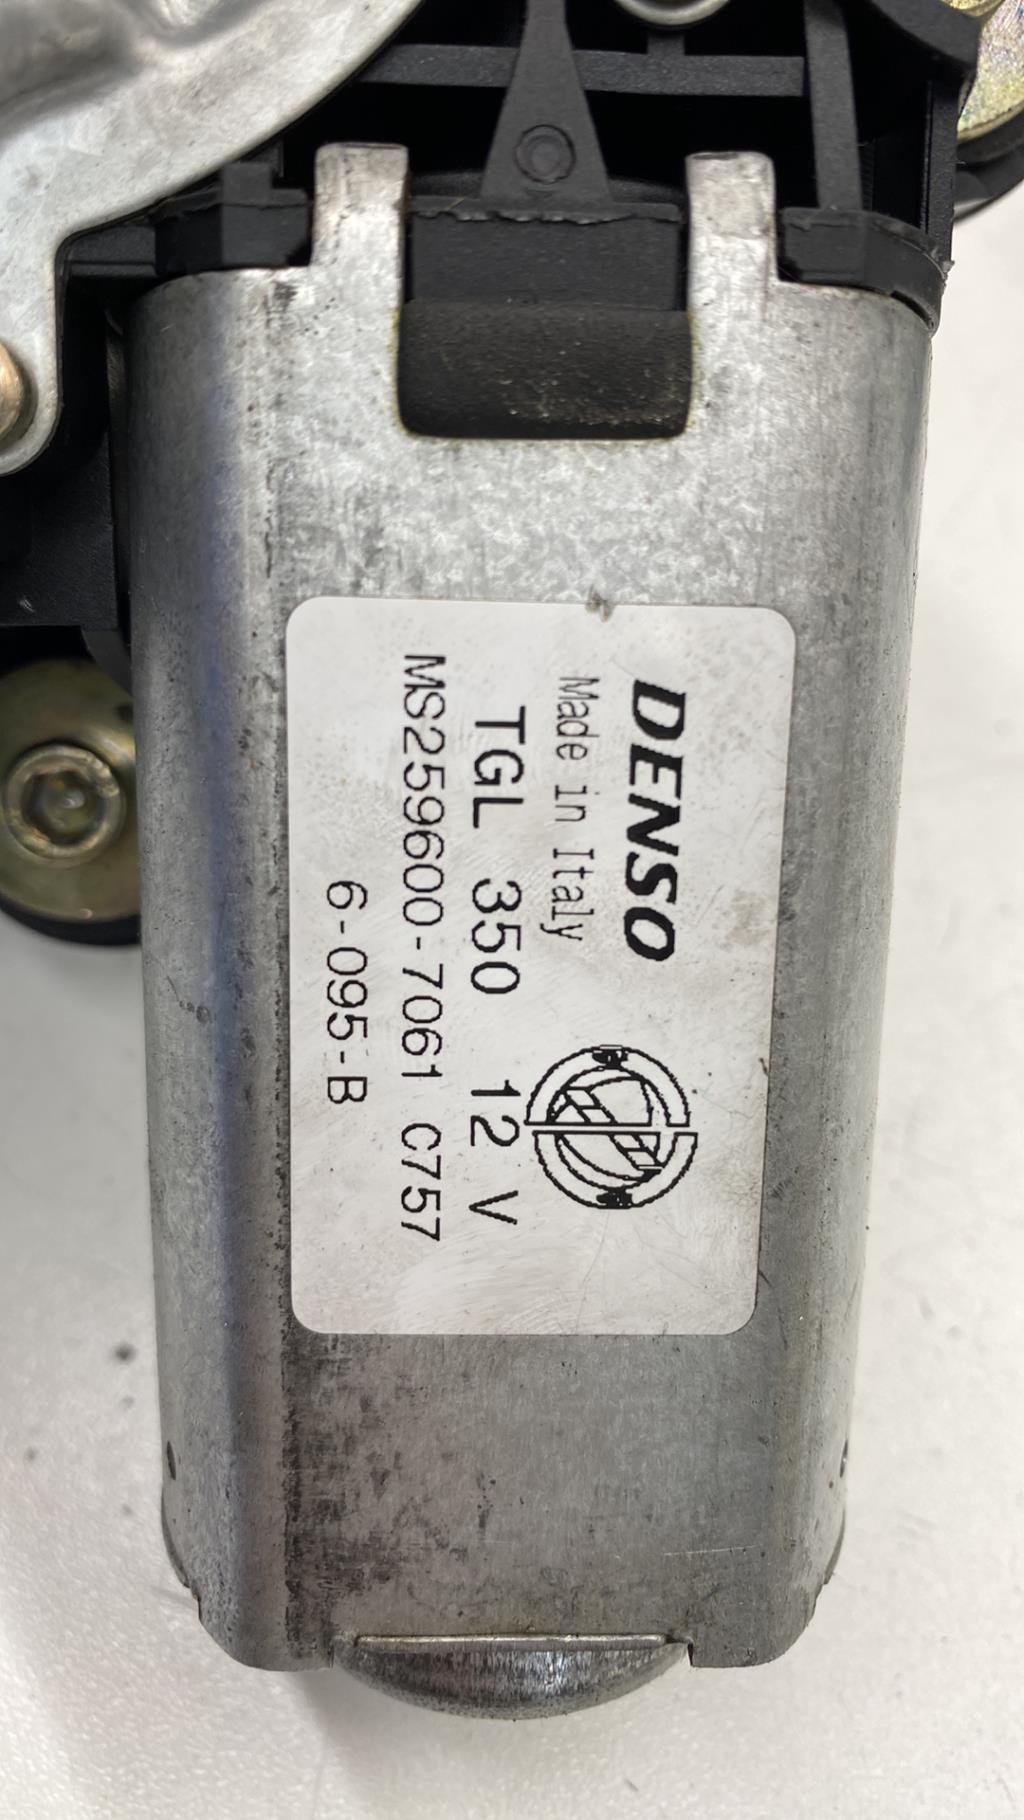 DENSO
Made in Italy
TGL 350 12 V
MS259600-7061 C757
6-095-B